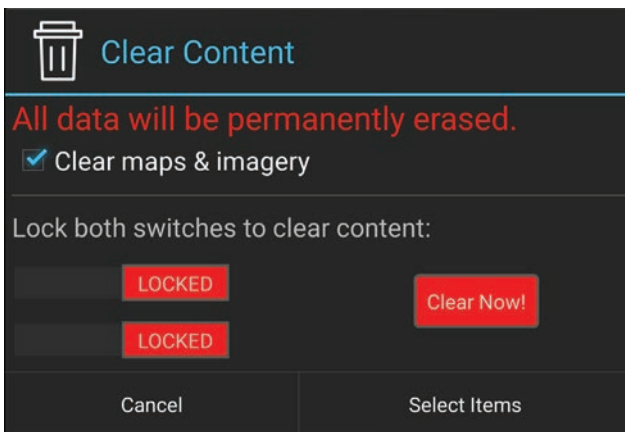 Clear Content
All data will be permanently erased.
Clear maps & imagery
Lock both switches to clear content:
LOCKED
Clear Now!
LOCKED
Cancel
Select Items